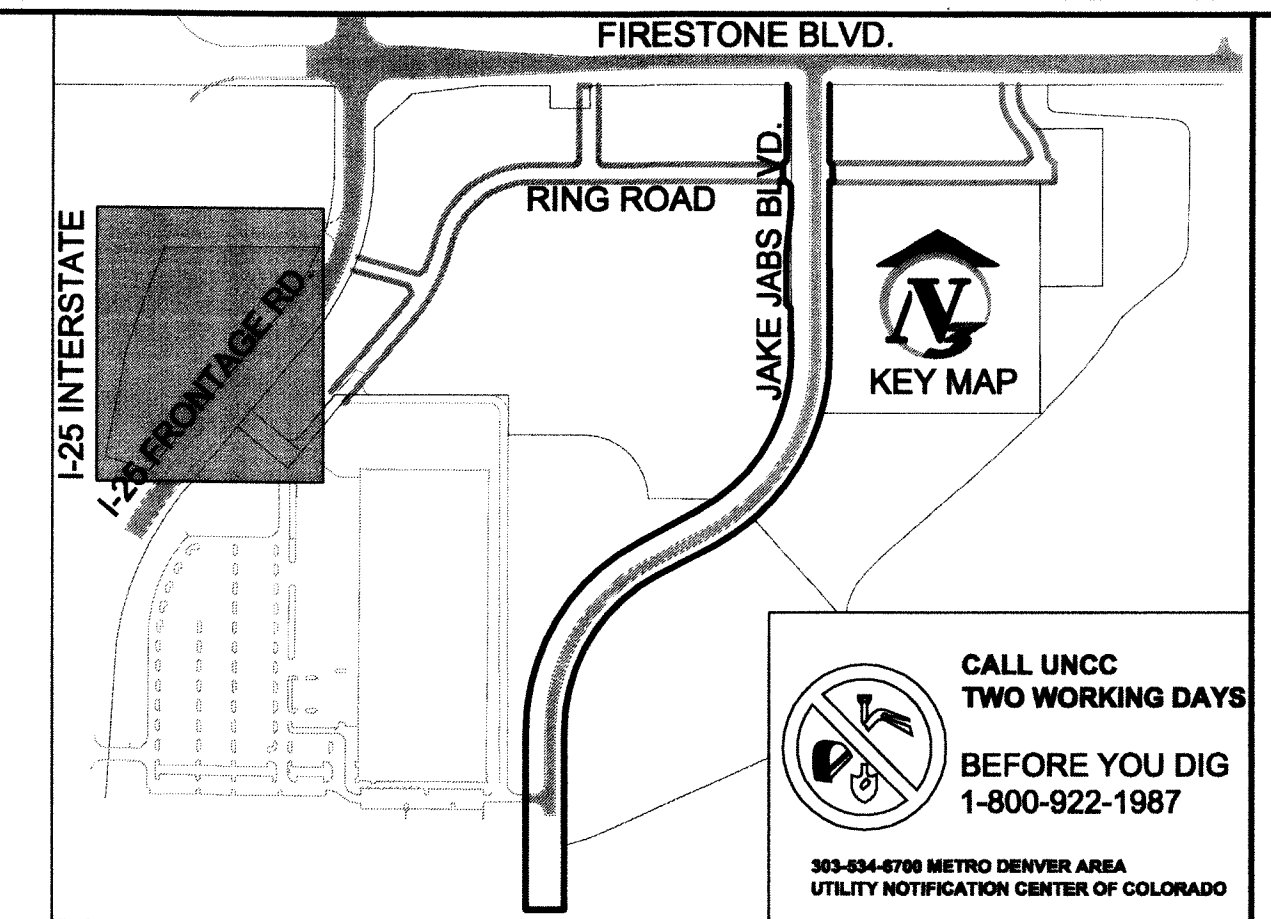 FIRESTONE BLVD.
RING ROAD
JAKE JABS BLVD.
I-25 INTERSTATE
I-25 FRONTAGE RD.
N
3
KEY MAP
CALL UNCC
TWO WORKING DAYS
BEFORE YOU DIG
1-800-922-1987
303-534-6700 METRO DENVER AREA
UTILITY NOTIFICATION CENTER OF COLORADO